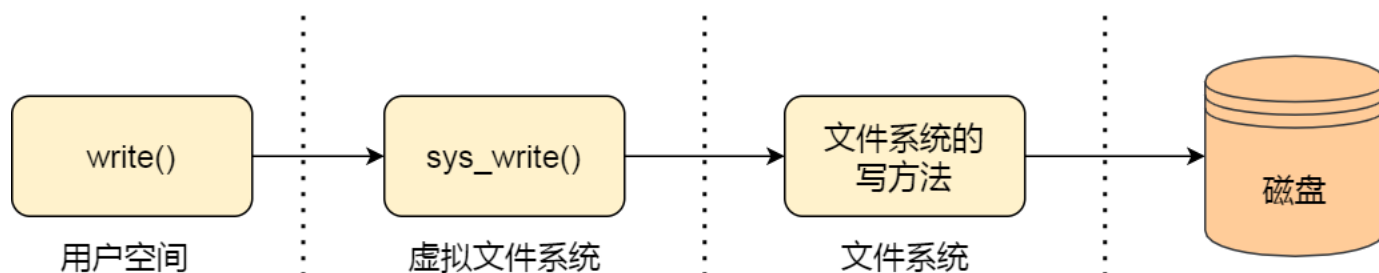 write()
sys_write()
文件系统的
写方法
磁盘
用户空间
虚拟文件系统
文件系统